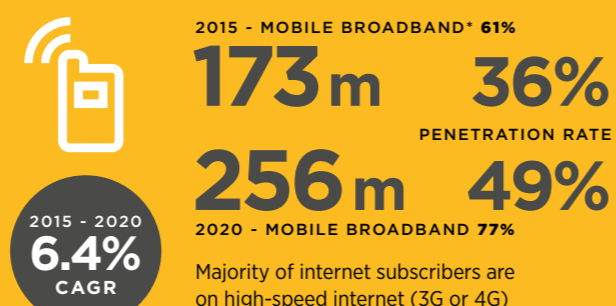 2015 - MOBILE BROADBAND* 61%
173m 36%
PENETRATION RATE
256m 49%
2020 - MOBILE BROADBAND 77%
2015 - 2020
6.4%
CAGR
Majority of internet subscribers are
on high-speed internet (3G or 4G)